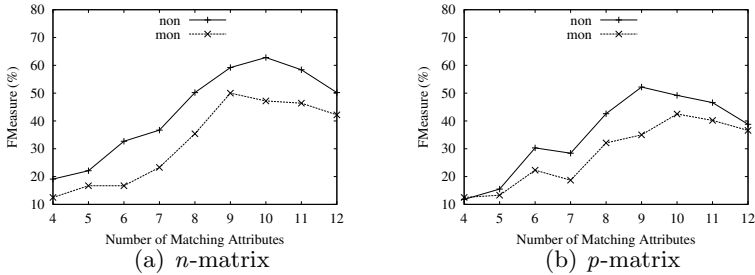 non
mon
80
70
60
50
40
30
20
10
FMeasure (%)
4 5 6 7 8 9 10 11 12
Number of Matching Attributes
(a) n-matrix
non
mon
80
70
60
50
40
30
20
10
FMeasure (%)
4 5 6 7 8 9 10 11 12
Number of Matching Attributes
(b) p-matrix